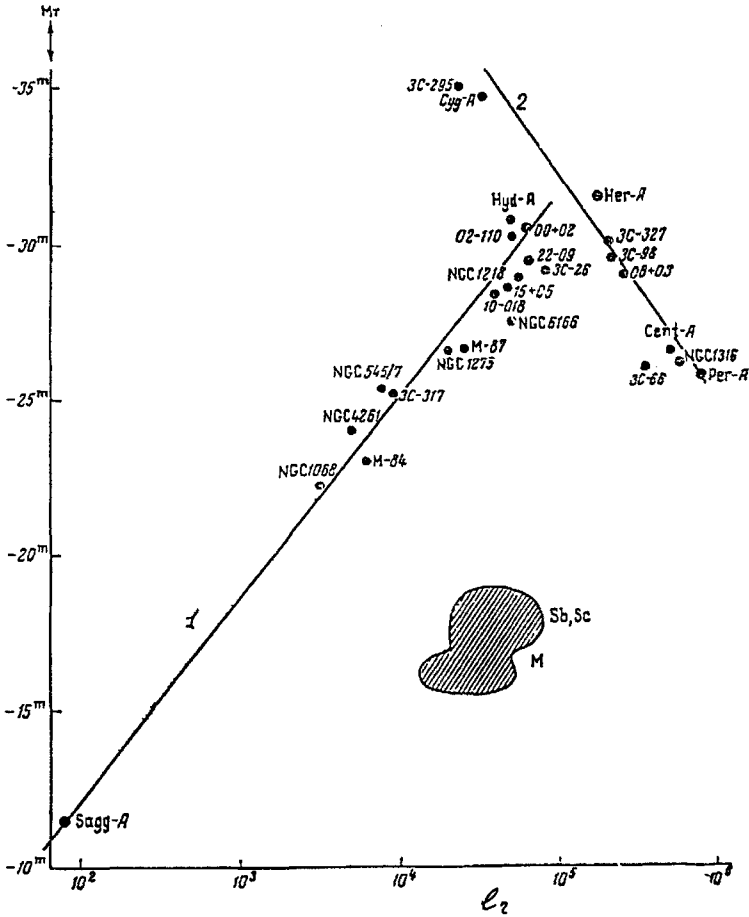 Mт
-35ᵐ
3C-295
Cyg-A
2
Her-A
Hyd-A
-30ᵐ
02-110
00+02
3C-327
3C-98
08+03
22-09
NGC1218
3C-26
15+05
10-018
NGC6166
Cent-A
NGC1316
3C-66
Per-A
M-87
NGC1275
NGC545/7
-25ᵐ
3C-317
NGC4261
M-84
NGC1068
-20ᵐ
1
Sb,Sc
M
-15ᵐ
Sagg-A
-10ᵐ
10²
10³
10⁴
10⁵
-10⁶
ℓ₂